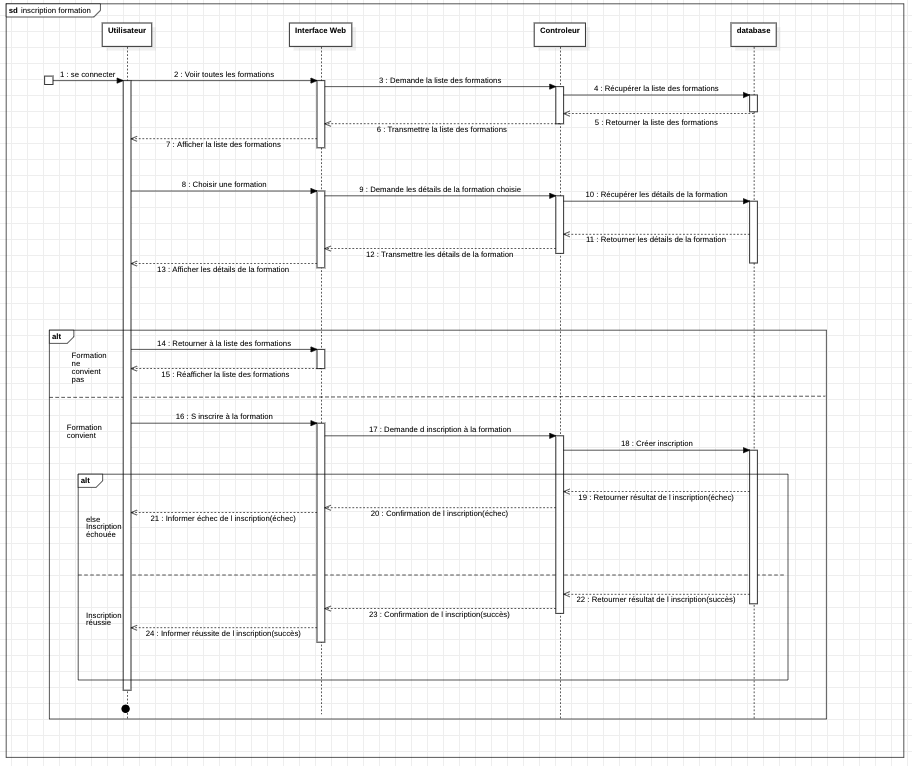 sd inscription formation
Utilisateur
Interface Web
Controleur
database
1 : se connecter
2 : Voiir toutes les formations
3 : Demande la liste des formations
4 : Récupérer la liste des formations
5 : Retourner la liste des formations
6 : Transmettre la liste des formations
7 : Afficher la liste des formations
8 : Choisir une formation
9 : Demande les détails de la formation choisie
10 : Récupérer les détails de la formation
11 : Retourner les détails de la formation
12 : Transmettre les détails de la formation
13 : Afficher les détails de la formation
alt
14 : Retourner à la liste des formations
Formation
ne
convient
pas
15 : Réafficher la liste des formations
16 : S inscrire à la formation
Formation
convient
17 : Demande d inscription à la formation
18 : Créer inscription
alt
19 : Retourner résultat de l inscription(échec)
20 : Confirmation de l inscription(échec)
21 : Informer échec de l inscription(échec)
else
Inscription
échouée
22 : Retourner résultat de l inscription(succès)
23 : Confirmation de l inscription(succès)
Inscription
réussie
24 : Informer réussite de l inscription(succès)